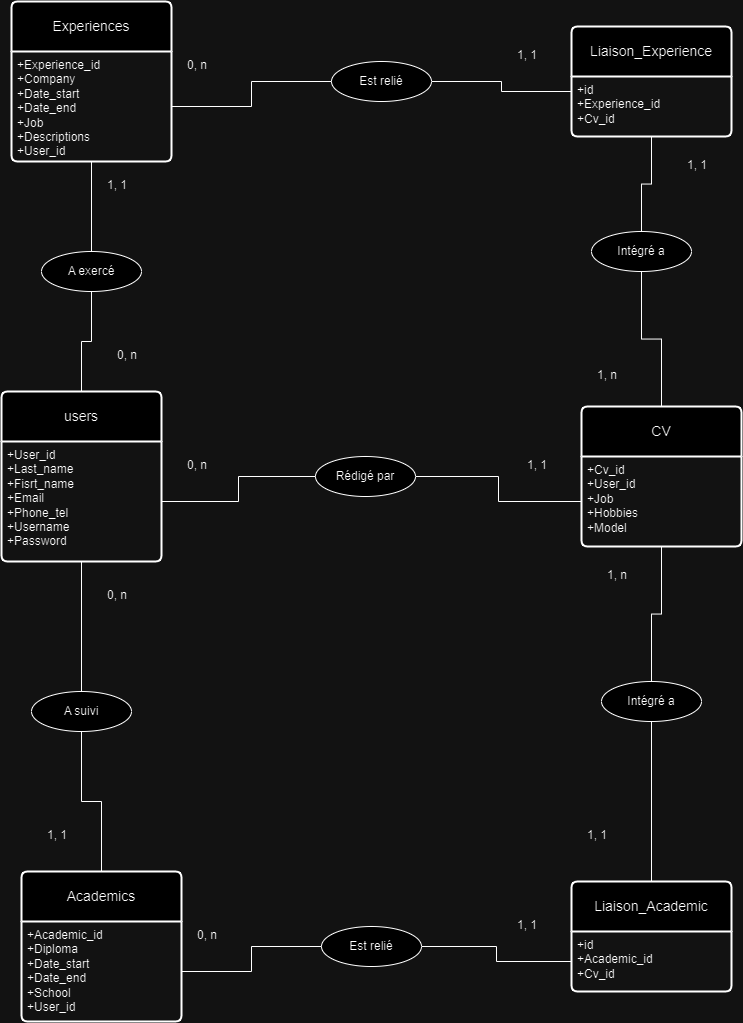 Experiences
+Experience_id
+Company
+Date_start
+Date_end
+Job
+Descriptions
+User_id
0, n
Est relié
1, 1
Liaison_Experience
+id
+Experience_id
+Cv_id
1, 1
1, 1
A exercé
Intégré a
0, n
1, n
users
+User_id
+Last_name
+Fisrt_name
+Email
+Phone_tel
+Username
+Password
0, n
Rédigé par
1, 1
CV
+Cv_id
+User_id
+Job
+Hobbies
+Model
0, n
1, n
A suivi
Intégré a
1, 1
1, 1
Academics
+Academic_id
+Diploma
+Date_start
+Date_end
+School
+User_id
0, n
Est relié
1, 1
Liaison_Academic
+id
+Academic_id
+Cv_id